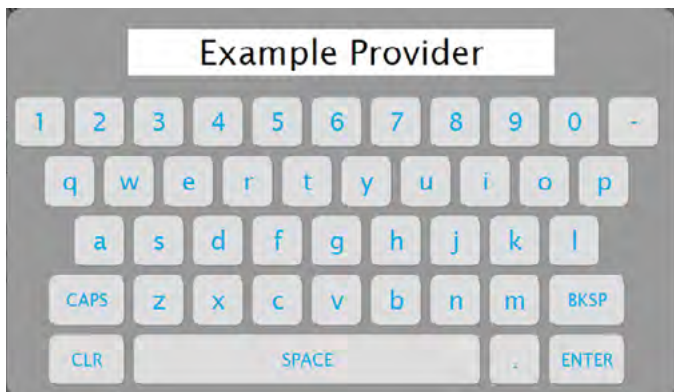 Example Provider
1 2 3 4 5 6 7 8 9 0 -
q w e r t y u i o p
a s d f g h j k l
CAPS z x c v b n m BKSP
CLR SPACE . ENTER